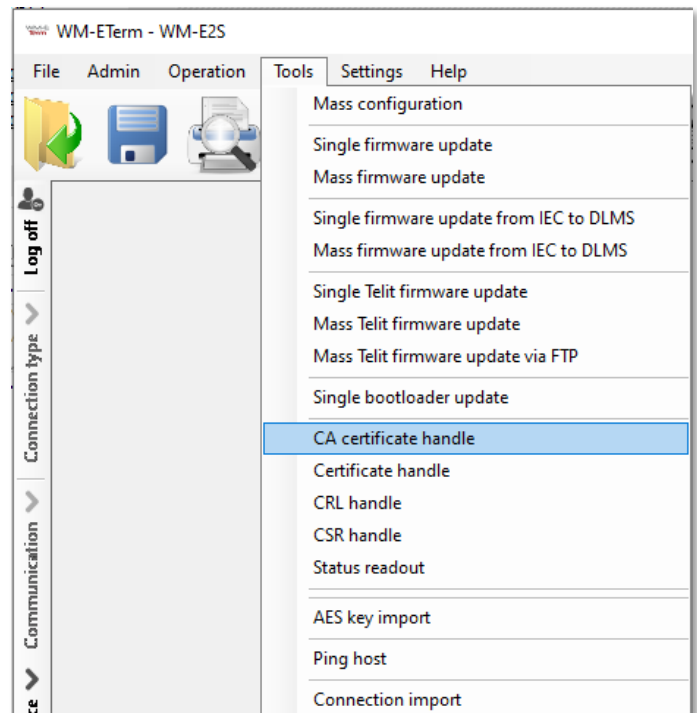 WM-ETerm - WM-E2S
File Admin Operation Tools Settings Help
Mass configuration
Single firmware update
Mass firmware update
Single firmware update from IEC to DLMS
Mass firmware update from IEC to DLMS
Single Telit firmware update
Mass Telit firmware update
Mass Telit firmware update via FTP
Single bootloader update
CA certificate handle
Certificate handle
CRL handle
CSR handle
Status readout
AES key import
Ping host
Connection import
Log off
Connection type
Communication